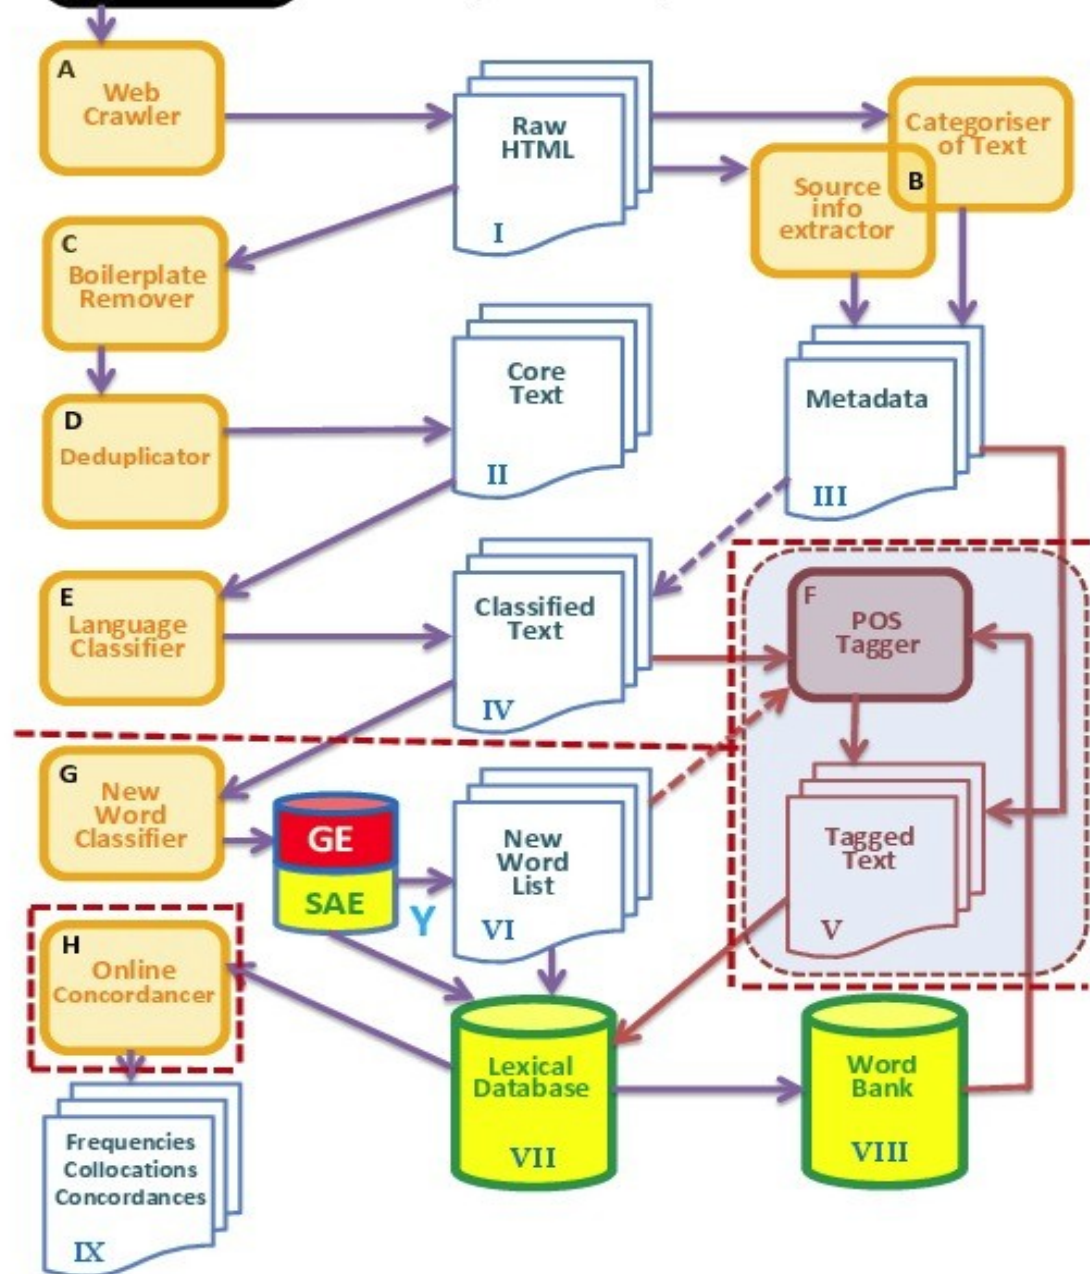 A
Web
Crawler
Raw
HTML
I
Categoriser
of Text
B
Source
info
extractor
C
Boilerplate
Remover
Core
Text
II
Metadata
III
D
Deduplicator
E
Language
Classifier
Classified
Text
IV
F
POS
Tagger
G
New
Word
Classifier
GE
SAE
Y
New
Word
List
VI
Tagged
Text
V
H
Online
Concordancer
Lexical
Database
VII
Word
Bank
VIII
Frequencies
Collocations
Concordances
IX